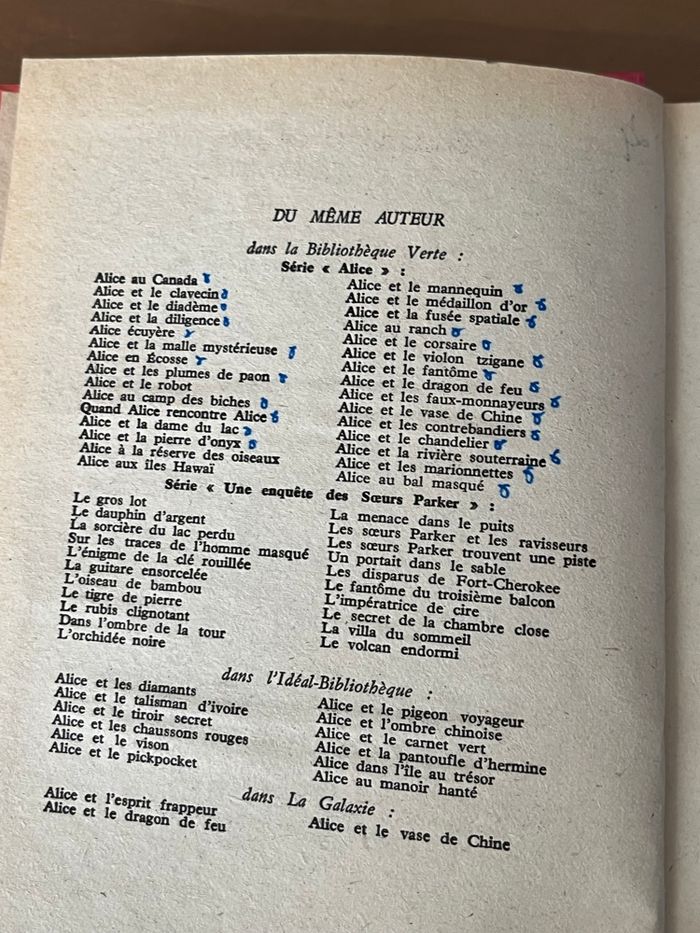 DU MÊME AUTEUR
dans la Bibliothèque Verte :
Série « Alice » :
Alice au Canada
Alice et le clavecin
Alice et le diadème
Alice et la diligence
Alice écuyère
Alice et la malle mystérieuse
Alice en Écosse
Alice et les plumes de paon
Alice et le robot
Alice au camp des biches
Quand Alice rencontre Alice
Alice et la dame du lac
Alice et la pierre d'onyx
Alice à la réserve des oiseaux
Alice aux îles Hawaï
Alice et le mannequin
Alice et le médaillon d'or
Alice et la fusée spatiale
Alice au ranch
Alice et le corsaire
Alice et le violon tzigane
Alice et le fantôme
Alice et le dragon de feu
Alice et les faux-monnayeurs
Alice et le vase de Chine
Alice et les contrebandiers
Alice et le chandelier
Alice et la rivière souterraine
Alice et les marionnettes
Alice au bal masqué
Série « Une enquête des Sœurs Parker » :
Le gros lot
Le dauphin d'argent
La sorcière du lac perdu
Sur les traces de l'homme masqué
L'énigme de la clé rouillée
La guitare ensorcelée
L'oiseau de bambou
Le tigre de pierre
Le rubis clignotant
Dans l'ombre de la tour
L'orchidée noire
La menace dans le puits
Les sœurs Parker et les ravisseurs
Les sœurs Parker trouvent une piste
Un portait dans le sable
Les disparus de Fort-Cherokee
Le fantôme du troisième balcon
L'impératrice de cire
Le secret de la chambre close
La villa du sommeil
Le volcan endormi
dans l'Idéal-Bibliothèque :
Alice et les diamants
Alice et le talisman d'ivoire
Alice et le tiroir secret
Alice et les chaussons rouges
Alice et le vison
Alice et le pickpocket
Alice et le pigeon voyageur
Alice et l'ombre chinoise
Alice et le carnet vert
Alice et la pantoufle d'hermine
Alice dans l'île au trésor
Alice au manoir hanté
dans La Galaxie :
Alice et l'esprit frappeur
Alice et le dragon de feu
Alice et le vase de Chine